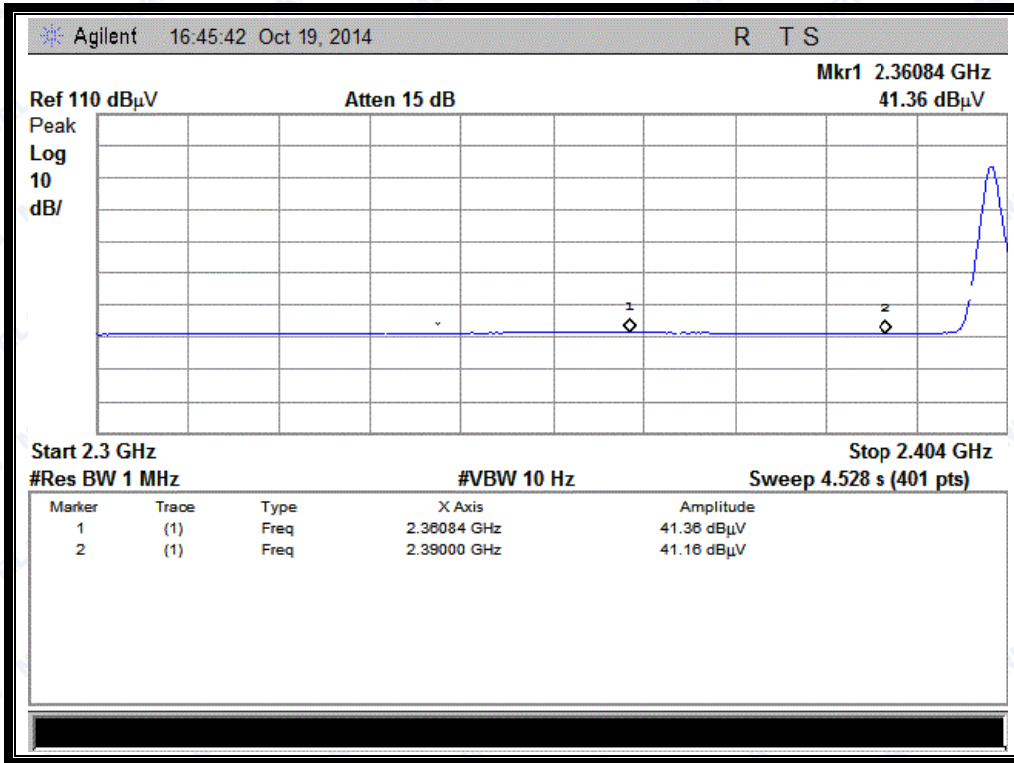 Agilent 16:45:42 Oct 19, 2014 R T S
Mkr1 2.36084 GHz
Ref 110 dBμV Atten 15 dB 41.36 dBμV
Peak
Log
10
dB/
1
2
Start 2.3 GHz Stop 2.404 GHz
#Res BW 1 MHz #VBW 10 Hz Sweep 4.528 s (401 pts)
Marker Trace Type X Axis Amplitude
1 (1) Freq 2.36084 GHz 41.36 dBμV
2 (1) Freq 2.39000 GHz 41.16 dBμV